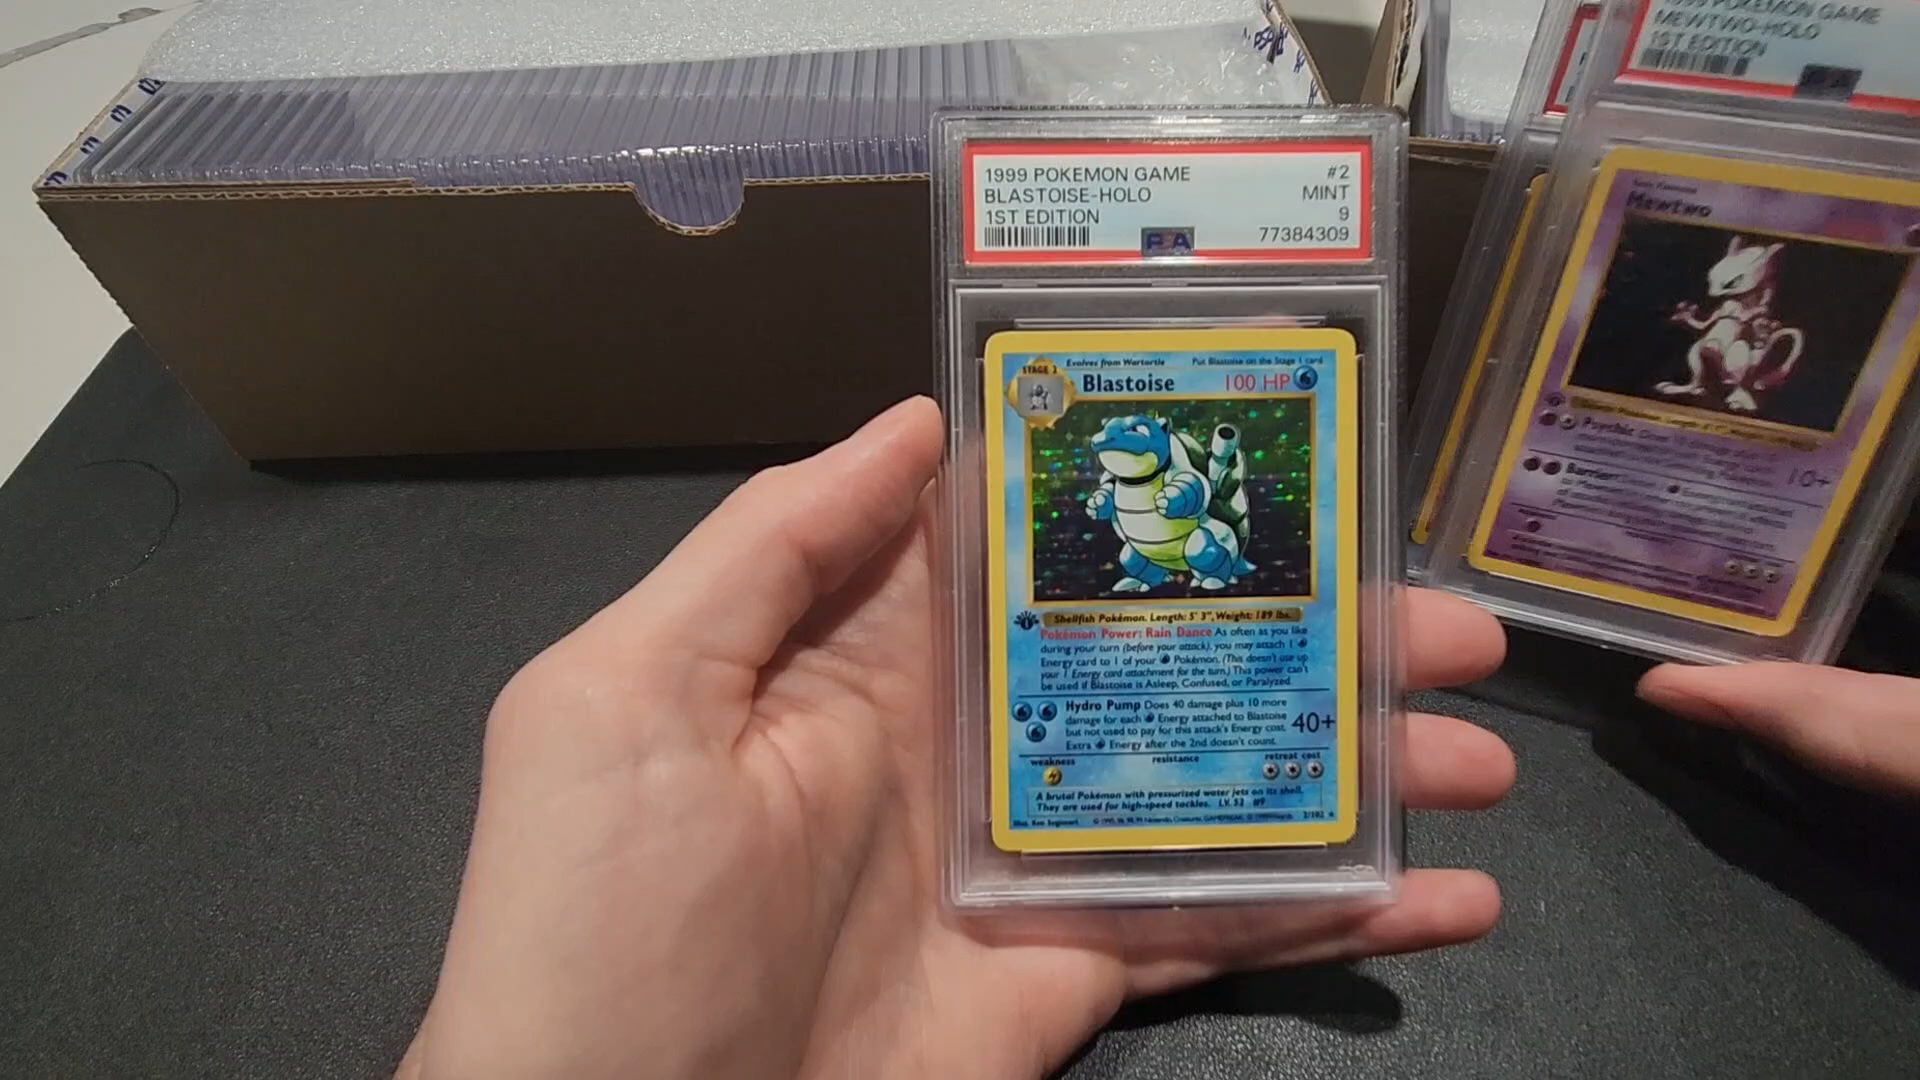 1999 POKEMON GAME #2
BLASTOISE-HOLO MINT
1ST EDITION 9
PSA 77384309
STAGE 2
Evolves from Wartortle Put Blastoise on the Stage 1 card
Blastoise 100 HP
Shellfish Pokémon. Length: 5' 3", Weight: 189 lbs.
Pokémon Power: Rain Dance As often as you like
during your turn (before your attack), you may attach 1
Energy card to 1 of your Pokémon. (This doesn't use up
your 1 Energy card attachment for the turn.) This power can't
be used if Blastoise is Asleep, Confused, or Paralyzed.
Hydro Pump Does 40 damage plus 10 more
damage for each Energy attached to Blastoise
but not used to pay for this attack's Energy cost.
Extra Energy after the 2nd doesn't count.
40+
weakness resistance retreat cost
A brutal Pokémon with pressurized water jets on its shell.
They are used for high-speed tackles. LV. 52 #9
2/102
POKEMON GAME
MEWTWO-HOLO
1ST EDITION
Mewtwo
Psychic
10+
Barrier